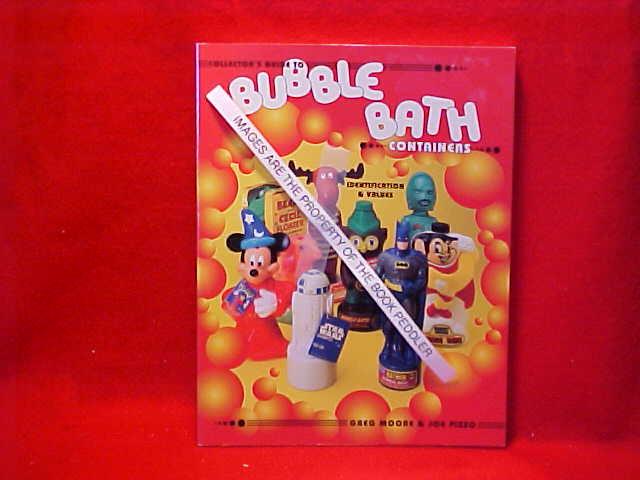 COLLECTOR'S GUIDE TO
BUBBLE
BATH
CONTAINERS
IDENTIFICATION
& VALUES
IMAGES ARE THE PROPERTY OF THE BOOK PEDDLER
CECIL
STAR
WARS
GREG MOORE & JOE PIZZO